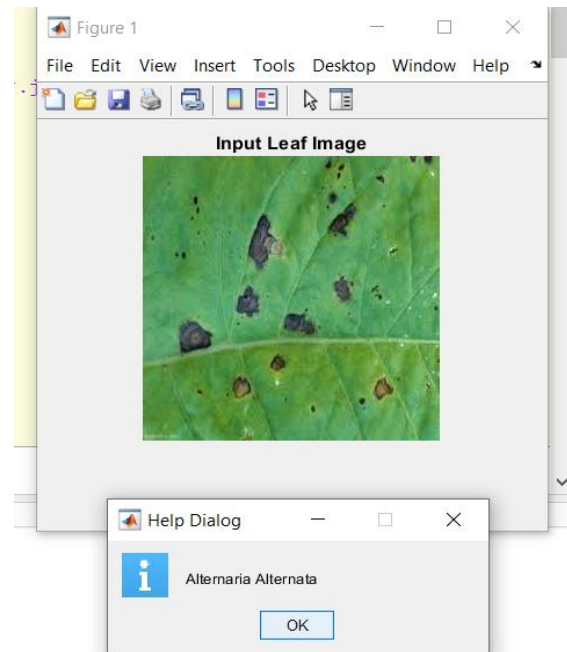 Figure 1
File Edit View Insert Tools Desktop Window Help
Input Leaf Image
Help Dialog
Alternaria Alternata
OK